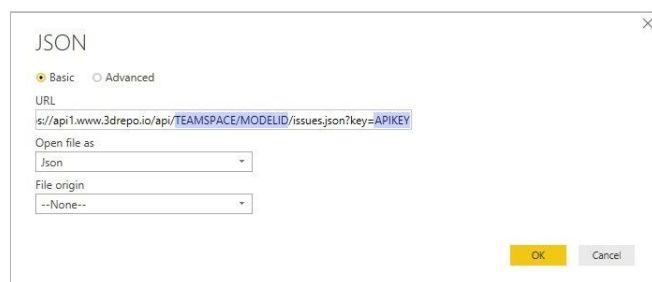 JSON
Basic Advanced
URL
s://api1.www.3drepo.io/api/TEAMSPACE/MODELID/issues.json?key=APIKEY
Open file as
Json
File origin
--None--
OK Cancel